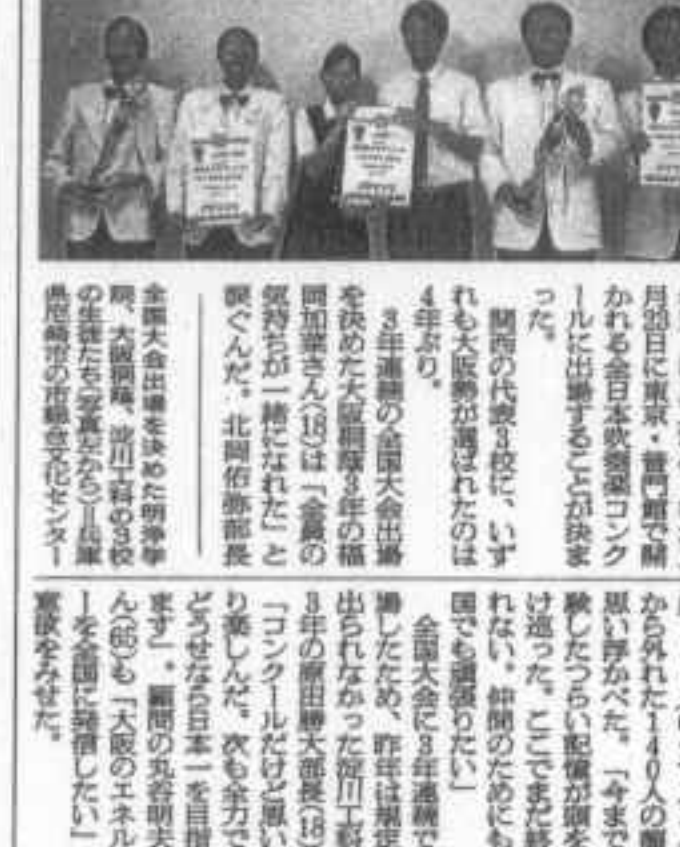 月23日に東京・普門館で開
かれる全日本吹奏楽コンク
ールに出場することが決ま
った。
関西の代表3校に、いず
れも大阪勢が選ばれたのは
4年ぶり。
3年連続の全国大会出場
を決めた大阪桐蔭3年の福
岡加菜さん(18)は「会員の
気持ちが一緒になれた」と
涙ぐんだ。北岡佑弥部長
全国大会出場を決めた明浄学
院、大阪桐蔭、淀川工科の3校
の生徒たち(写真左から)=兵庫
県尼崎市の市総合文化センター
から外れた140人の顔
思い浮かべた。「今まで
験したつらい記憶が頭を
け巡った。ここでまだ終
れない。仲間のためにも
国でも頑張りたい」
全国大会に3年連続で
場したため、昨年は規定
出られなかった淀川工科
3年の原田勝大部長(18)
「コンクールだけど思い
り楽しんだ。次も全力で
どうせなら日本一を目指
ます」。顧問の丸谷明夫
ん(65)も「大阪のエネル
ーを全国に発信したい」
意欲をみせた。